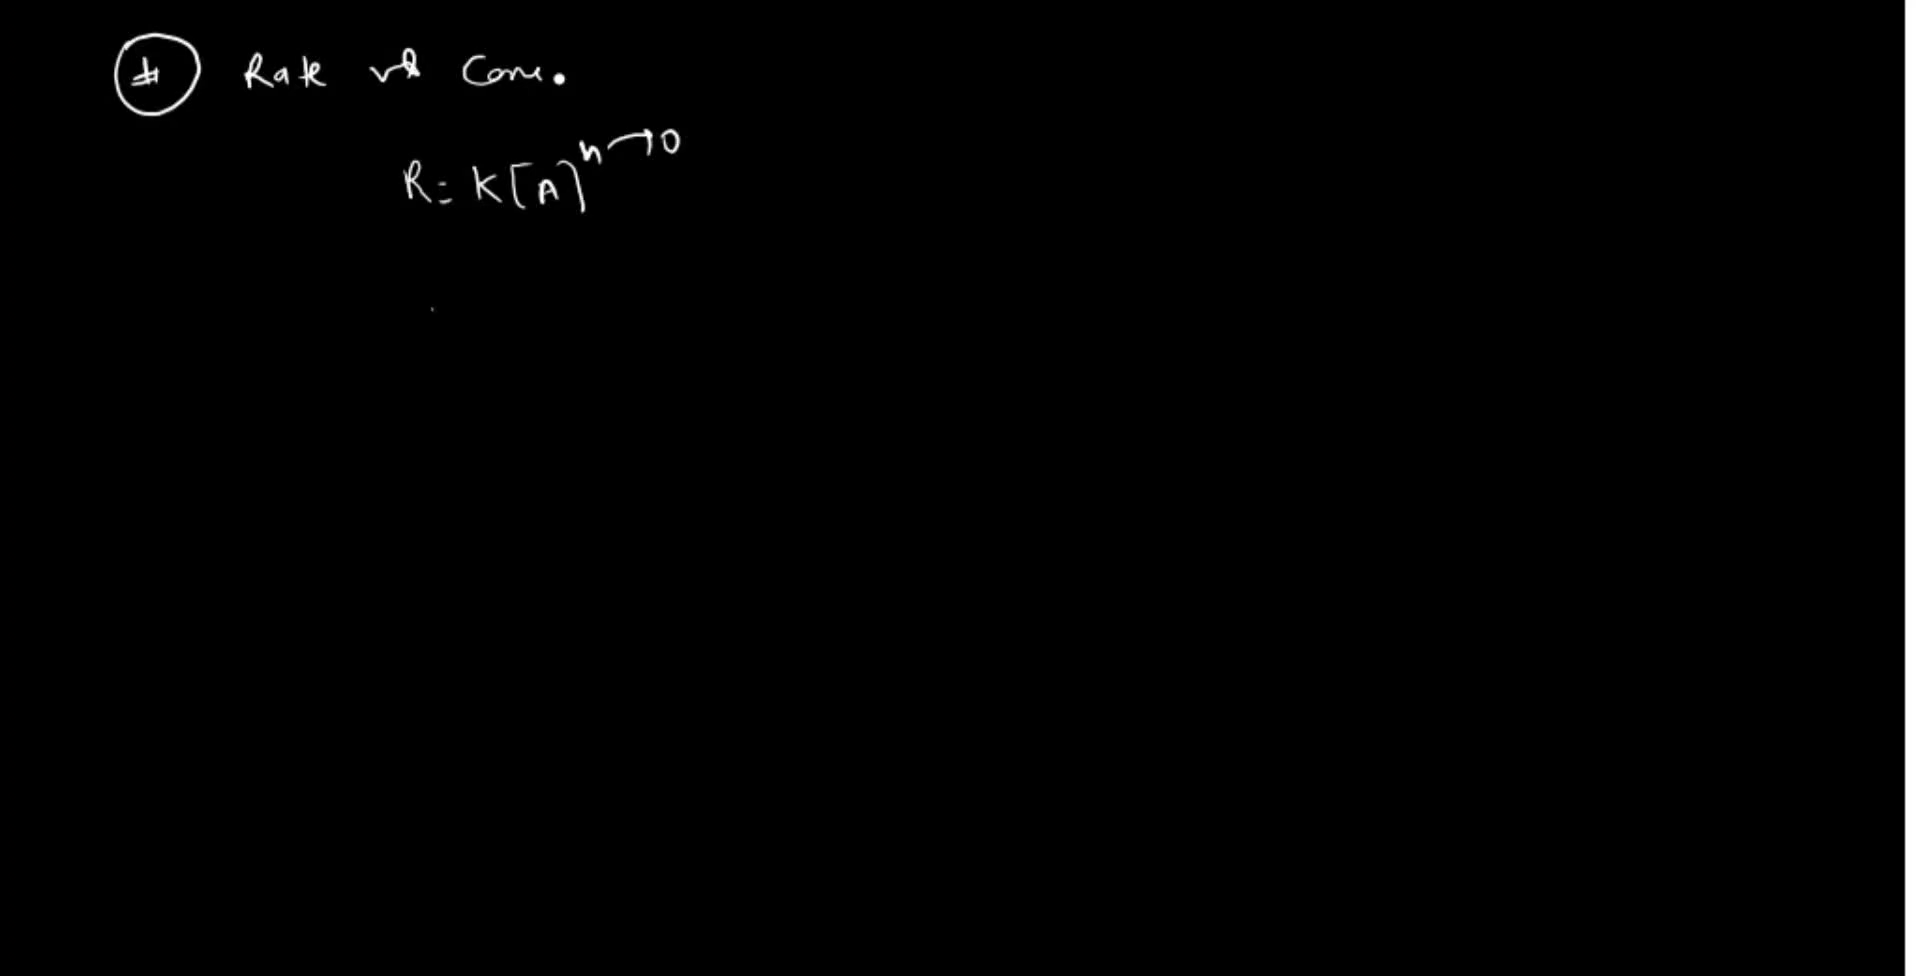 # Rate vs Conc.
R = K[A]^n → 0